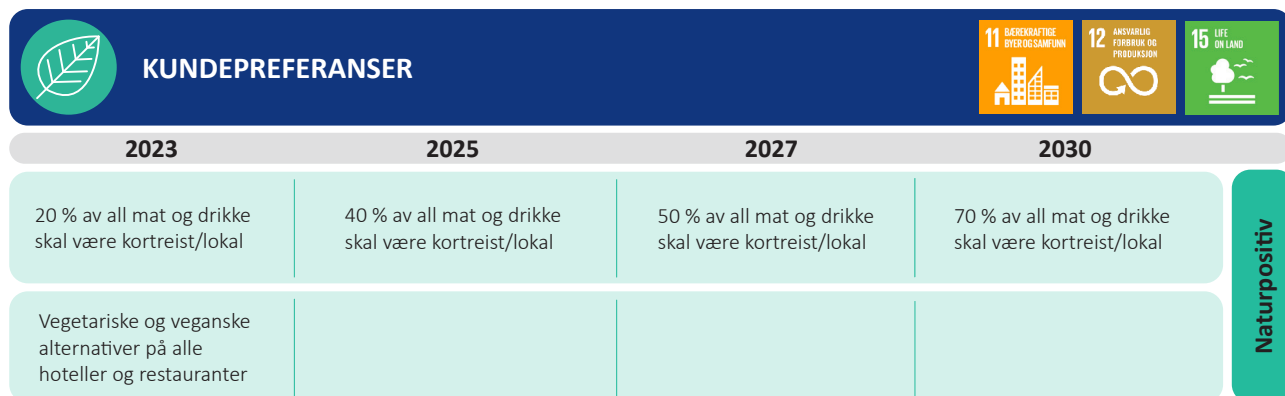 KUNDEPREFERANSER
11 BÆREKRAFTIGE
BYER OG SAMFUNN
12 ANSVARLIG
FORBRUK OG
PRODUKSJON
15 LIFE
ON LAND
2023
2025
2027
2030
20 % av all mat og drikke
skal være kortreist/lokal
40 % av all mat og drikke
skal være kortreist/lokal
50 % av all mat og drikke
skal være kortreist/lokal
70 % av all mat og drikke
skal være kortreist/lokal
Vegetariske og veganske
alternativer på alle
hoteller og restauranter
Naturpositiv